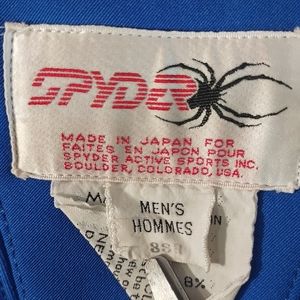 SPYDER
MADE IN JAPAN FOR
FAITES EN JAPON POUR
SPYDER ACTIVE SPORTS INC.
BOULDER, COLORADO, USA.
MEN'S
HOMMES